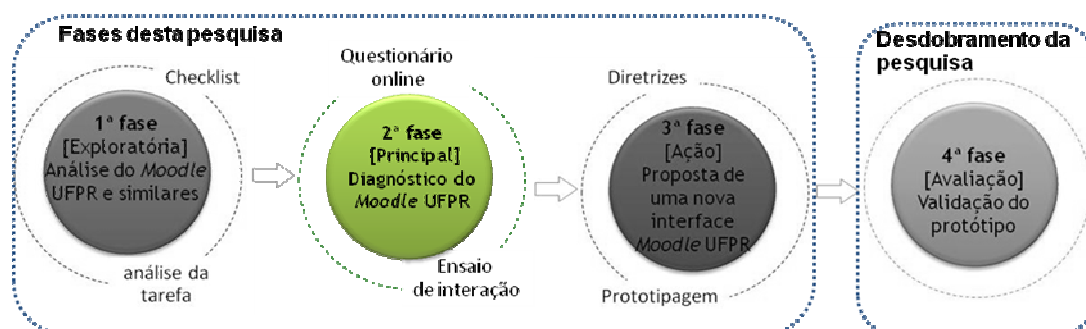 Fases desta pesquisa
Checklist
1ª fase
[Exploratória]
Análise do Moodle
UFPR e similares
análise da
tarefa
Questionário
online
2ª fase
[Principal]
Diagnóstico do
Moodle UFPR
Ensaio
de interação
Diretrizes
3ª fase
[Ação]
Proposta de
uma nova
interface
Moodle UFPR
Prototipagem
Desdobramento da
pesquisa
4ª fase
[Avaliação]
Validação do
protótipo